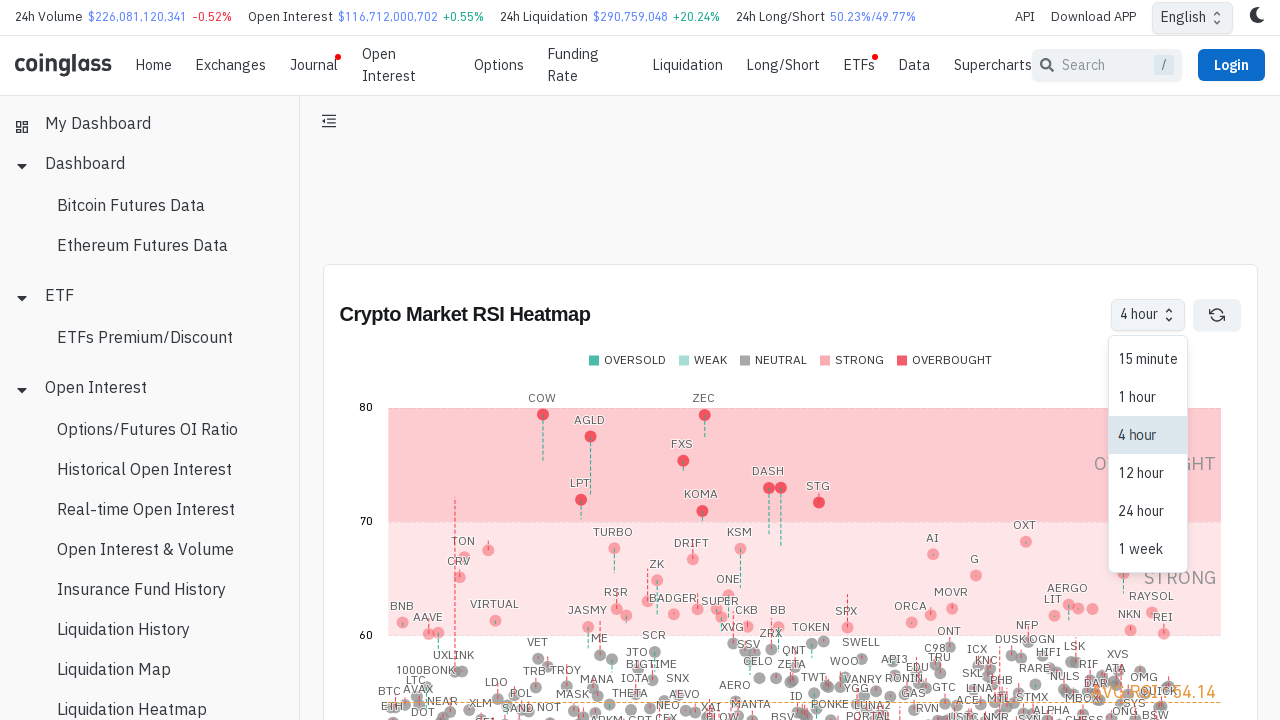 24h Volume $226,081,120,341 -0.52% Open Interest $116,712,000,702 +0.55% 24h Liquidation $290,759,048 +20.24% 24h Long/Short 50.23%/49.77% API Download APP English
coinglass Home Exchanges Journal Open Interest Options Funding Rate Liquidation Long/Short ETFs Data Supercharts Search / Login
My Dashboard
Dashboard
Bitcoin Futures Data
Ethereum Futures Data
ETF
ETFs Premium/Discount
Open Interest
Options/Futures OI Ratio
Historical Open Interest
Real-time Open Interest
Open Interest & Volume
Insurance Fund History
Liquidation History
Liquidation Map
Liquidation Heatmap
Crypto Market RSI Heatmap
4 hour
15 minute
1 hour
4 hour
12 hour
24 hour
1 week
OVERSOLD WEAK NEUTRAL STRONG OVERBOUGHT
80
70
60
STRONG
COW ZEC
AGLD
FXS
DASH
LPT STG
KOMA
OXT
TURBO KSM
TON DRIFT AI
CRV ZK G
ONE AERGO
RSR BADGER SUPER MOVR LIT RAYSOL
BNB VIRTUAL JASMY CKB BB SPX ORCA NKN REI
AAVE XVG ZRX TOKEN ONT NFP
VET ME SCR SSV QNT SWELL C98 ICX DUSK OGN LSK
UXLINK JTO CELO ZETA WOO API3 TRU KNC HIFI XVS
1000BONK TRB TRDY BIGTIME EDU SKL RARE RIF ATA
LTC LDO MANA IOTA SNX AERO TWT VANRY RONIN PHB NULS DAR OMG
BTC AVAX POL MASK THETA AEVO ID YGG GAS GTC LINA STMX MBOX QUICK
AVG RSI: 54.14
ETH NEAR XLM SAND NOT NEO XAI MANTA PONKE LUNA2 RVN ACE MTL ALPHA SYS
DOT BSV PORTAL NMR ONG BSW